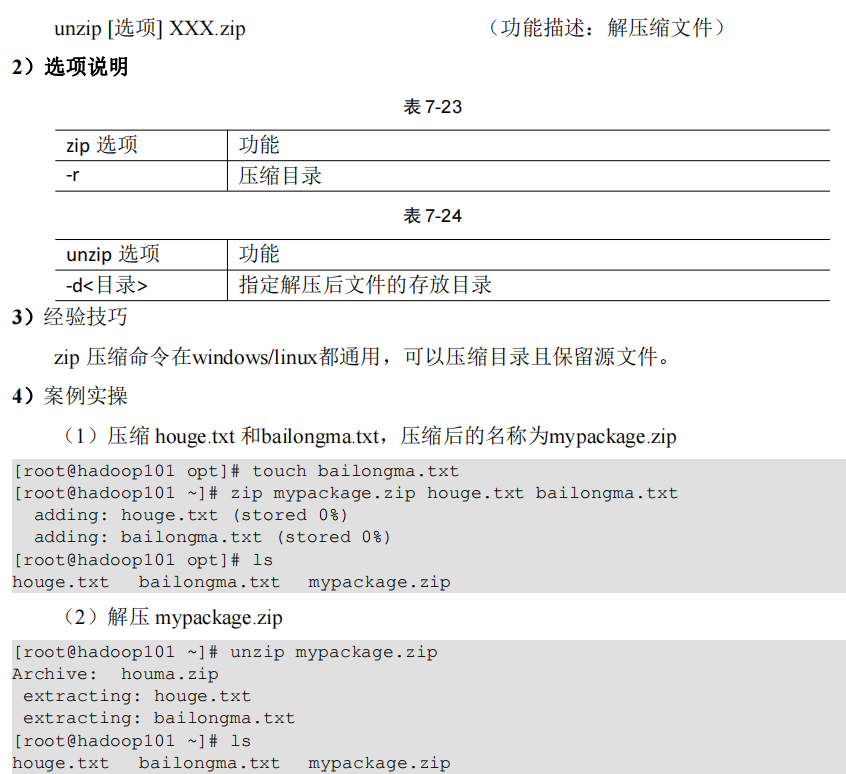 unzip [选项] XXX.zip （功能描述：解压缩文件）
2）选项说明
表 7-23
zip 选项 功能
-r 压缩目录
表 7-24
unzip 选项 功能
-d<目录> 指定解压后文件的存放目录
3）经验技巧
zip 压缩命令在windows/linux都通用，可以压缩目录且保留源文件。
4）案例实操
（1）压缩 houge.txt 和bailongma.txt，压缩后的名称为mypackage.zip
[root@hadoop101 opt]# touch bailongma.txt
[root@hadoop101 ~]# zip mypackage.zip houge.txt bailongma.txt
adding: houge.txt (stored 0%)
adding: bailongma.txt (stored 0%)
[root@hadoop101 opt]# ls
houge.txt bailongma.txt mypackage.zip
（2）解压 mypackage.zip
[root@hadoop101 ~]# unzip mypackage.zip
Archive: houma.zip
extracting: houge.txt
extracting: bailongma.txt
[root@hadoop101 ~]# ls
houge.txt bailongma.txt mypackage.zip